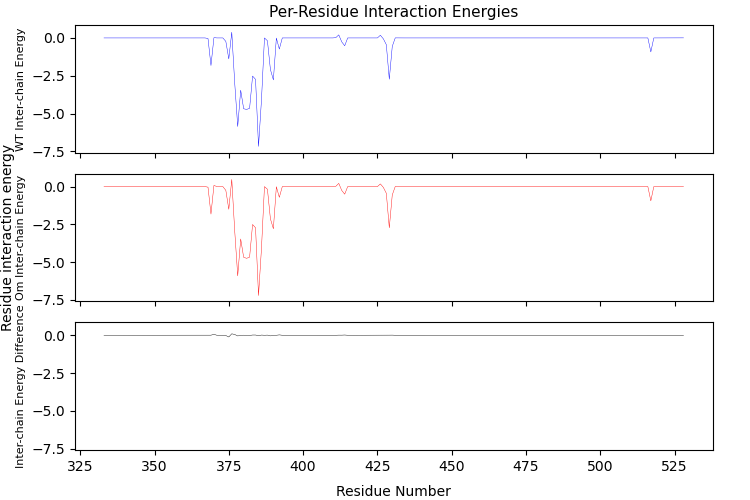 Per-Residue Interaction Energies
0.0
−2.5
−5.0
−7.5
WT Inter-chain Energy
0.0
−2.5
−5.0
−7.5
Om Inter-chain Energy
Residue interaction energy
0.0
−2.5
−5.0
−7.5
Inter-chain Energy Difference
325 350 375 400 425 450 475 500 525
Residue Number